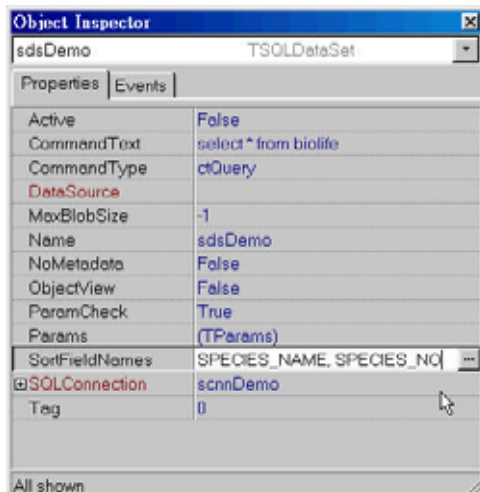 Object Inspector
sdsDemo TSQLDataSet
Properties Events
Active False
CommandText select * from biolife
CommandType ctQuery
DataSource
MaxBlobSize -1
Name sdsDemo
NoMetadata False
ObjectView False
ParamCheck True
Params (TParams)
SortFieldNames SPECIES_NAME, SPECIES_NO ...
SQLConnection scnnDemo
Tag 0
All shown